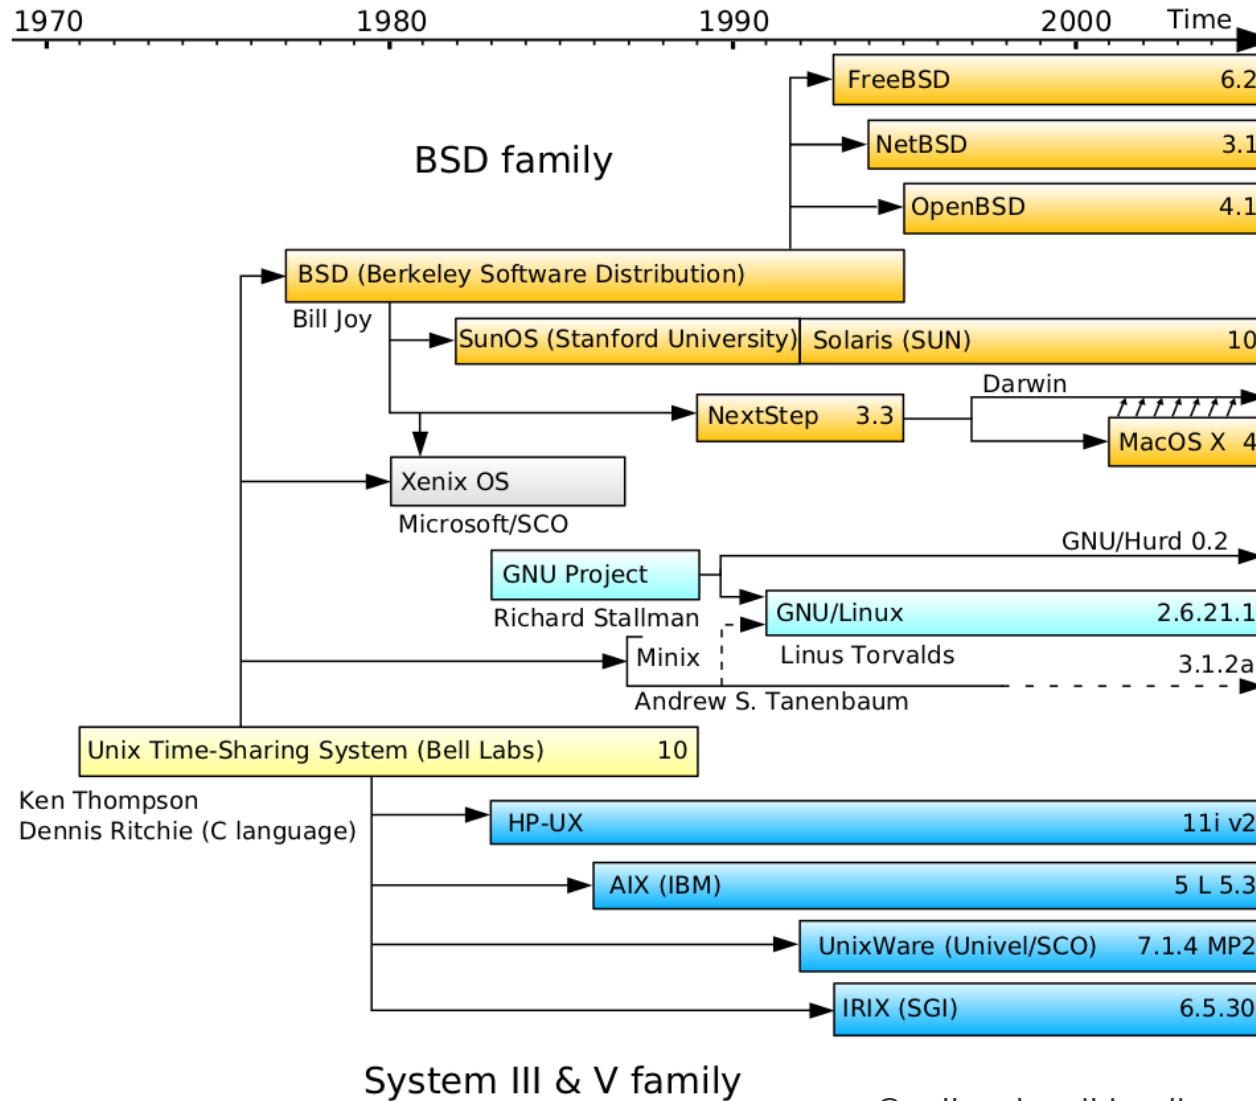 1970 1980 1990 2000 Time
FreeBSD 6.2
NetBSD 3.1
BSD family
OpenBSD 4.1
BSD (Berkeley Software Distribution)
Bill Joy
SunOS (Stanford University) Solaris (SUN) 10
Darwin
NextStep 3.3
MacOS X 4
Xenix OS
Microsoft/SCO
GNU/Hurd 0.2
GNU Project
Richard Stallman
GNU/Linux 2.6.21.1
Linus Torvalds
Minix
3.1.2a
Andrew S. Tanenbaum
Unix Time-Sharing System (Bell Labs) 10
Ken Thompson
Dennis Ritchie (C language)
HP-UX 11i v2
AIX (IBM) 5 L 5.3
UnixWare (Univel/SCO) 7.1.4 MP2
IRIX (SGI) 6.5.30
System III & V family